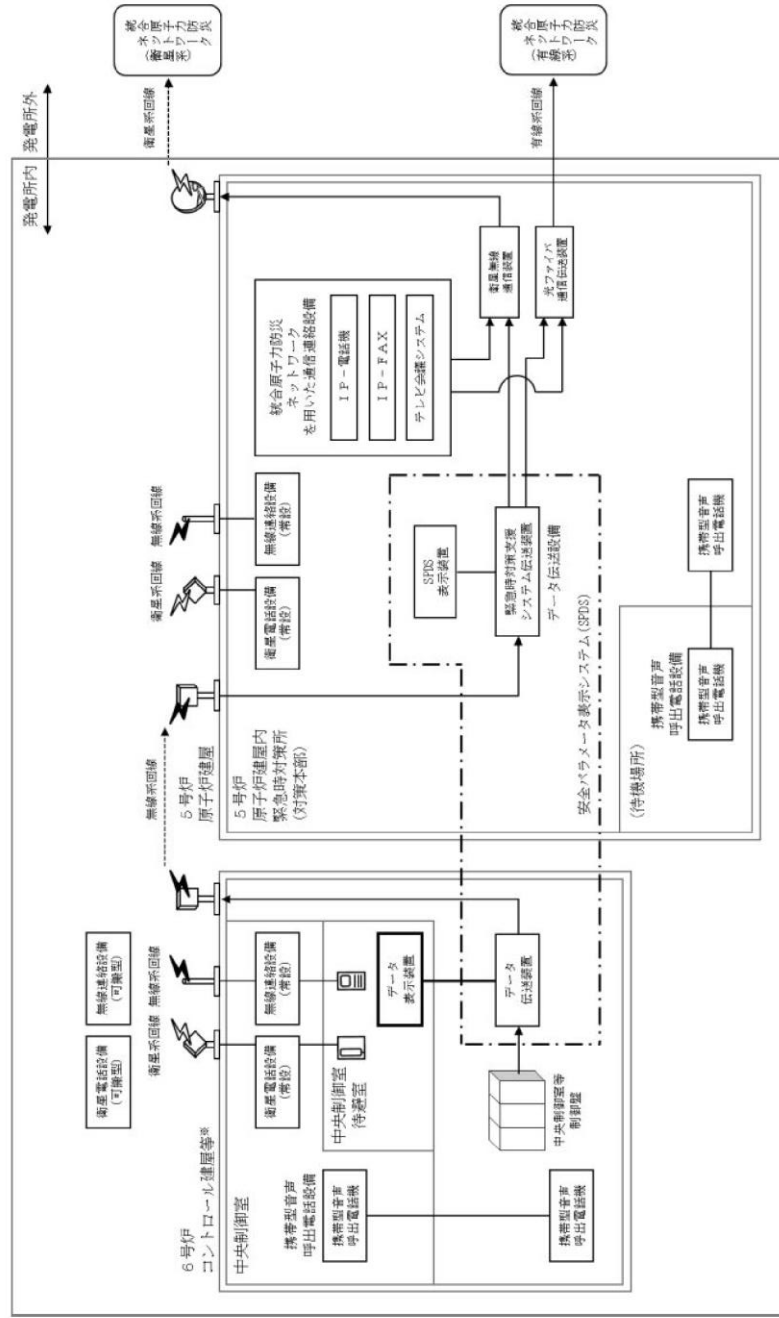 発電所内
発電所外
統合原子力防災
ネットワーク
(衛星系)
衛星系回線
統合原子力防災
ネットワーク
(有線系)
有線系回線
6号炉
コントロール建屋等※
衛星電話設備
(可搬型)
無線連絡設備
(可搬型)
衛星系回線
無線系回線
無線系回線
中央制御室
衛星電話設備
(常設)
無線連絡設備
(常設)
中央制御室
待避室
データ
表示装置
携帯型音声
呼出電話設備
携帯型音声
呼出電話機
携帯型音声
呼出電話機
中央制御室等
制御盤
データ
伝送装置
5号炉
原子炉建屋
5号炉
原子炉建屋内
緊急時対策所
(対策本部)
衛星系回線
無線系回線
衛星電話設備
(常設)
無線連絡設備
(常設)
統合原子力防災
ネットワーク
を用いた通信連絡設備
IP-電話機
IP-FAX
テレビ会議システム
衛星無線
通信装置
光ファイバ
通信伝送装置
SPDS
表示装置
緊急時対策支援
システム伝送装置
データ伝送設備
安全パラメータ表示システム(SPDS)
(待機場所)
携帯型音声
呼出電話設備
携帯型音声
呼出電話機
携帯型音声
呼出電話機